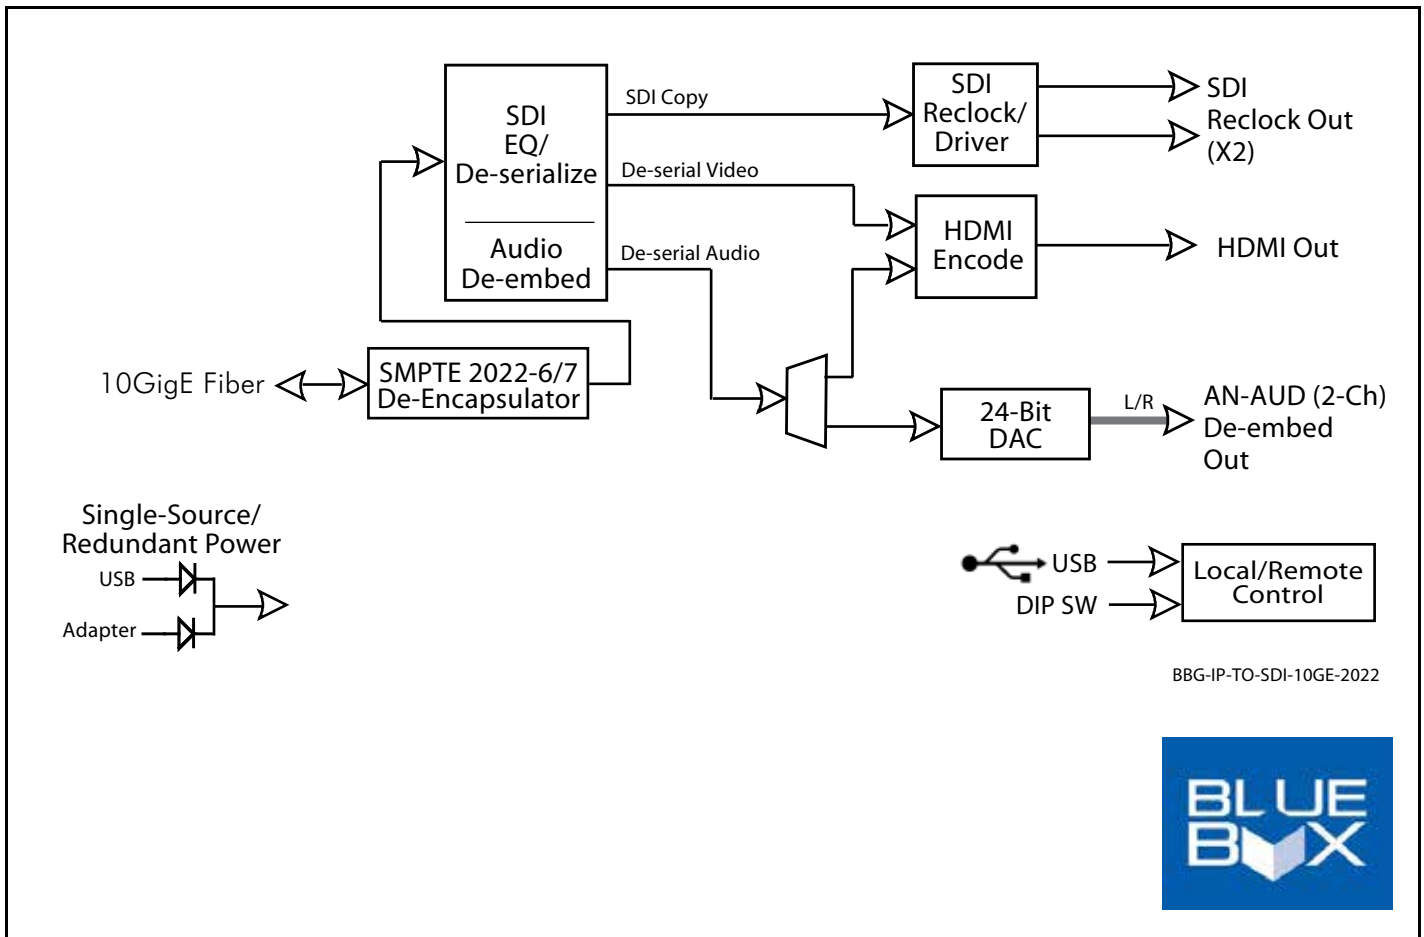 SDI
EQ/
De-serialize
Audio
De-embed
SDI Copy
De-serial Video
De-serial Audio
SDI
Reclock/
Driver
SDI
Reclock Out
(X2)
HDMI
Encode
HDMI Out
10GigE Fiber
SMPTE 2022-6/7
De-Encapsulator
24-Bit
DAC
L/R
AN-AUD (2-Ch)
De-embed
Out
Single-Source/
Redundant Power
USB
Adapter
USB
DIP SW
Local/Remote
Control
BBG-IP-TO-SDI-10GE-2022
BLUE
BOX